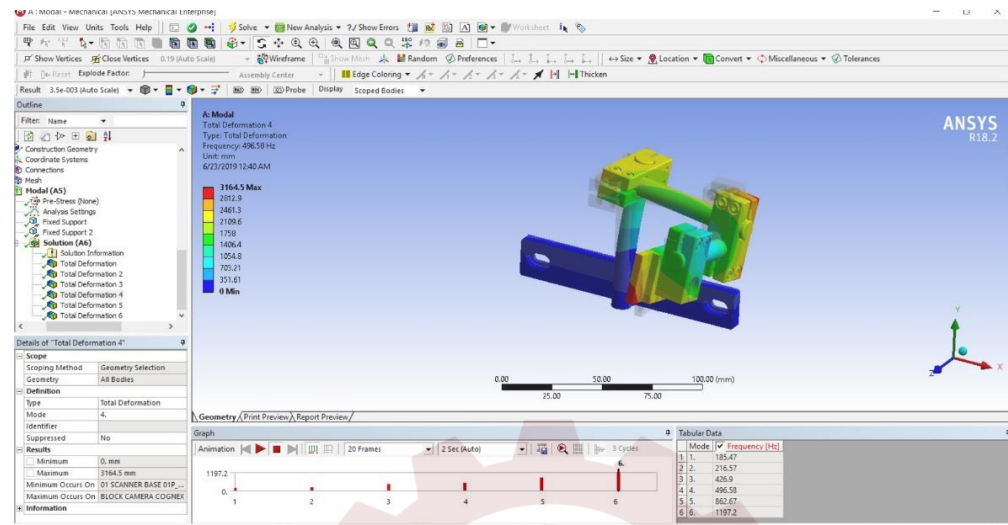 A : Modal - Mechanical [ANSYS Mechanical Enterprise]
File Edit View Units Tools Help Solve New Analysis ?/ Show Errors Worksheet
Show Vertices Close Vertices 0.19 (Auto Scale) Wireframe Show Mesh Random Preferences Size Location Convert Miscellaneous Tolerances
Reset Explode Factor: Assembly Center Edge Coloring Thicken
Result 3.5e-003 (Auto Scale) Probe Display Scoped Bodies
Outline
Filter: Name
Construction Geometry
Coordinate Systems
Connections
Mesh
Modal (A5)
Pre-Stress (None)
Analysis Settings
Fixed Support
Fixed Support 2
Solution (A6)
Solution Information
Total Deformation
Total Deformation 2
Total Deformation 3
Total Deformation 4
Total Deformation 5
Total Deformation 6
A: Modal
Total Deformation 4
Type: Total Deformation
Frequency: 496.58 Hz
Unit: mm
6/23/2019 12:40 AM
3164.5 Max
2812.9
2461.3
2109.6
1758
1406.4
1054.8
703.21
351.61
0 Min
ANSYS
R18.2
Y
X
Z
0.00 50.00 100.00 (mm)
25.00 75.00
Details of "Total Deformation 4"
Scope
Scoping Method Geometry Selection
Geometry All Bodies
Definition
Type Total Deformation
Mode 4.
Identifier
Suppressed No
Results
Minimum 0. mm
Maximum 3164.5 mm
Minimum Occurs On 01 SCANNER BASE 01P_...
Maximum Occurs On BLOCK CAMERA COGNEX
Information
Geometry Print Preview Report Preview
Graph
Animation 20 Frames 2 Sec (Auto) 3 Cycles
6.
1197.2
0.
1 2 3 4 5 6
Tabular Data
Mode Frequency [Hz]
1 1. 185.47
2 2. 216.57
3 3. 426.9
4 4. 496.58
5 5. 862.67
6 6. 1197.2